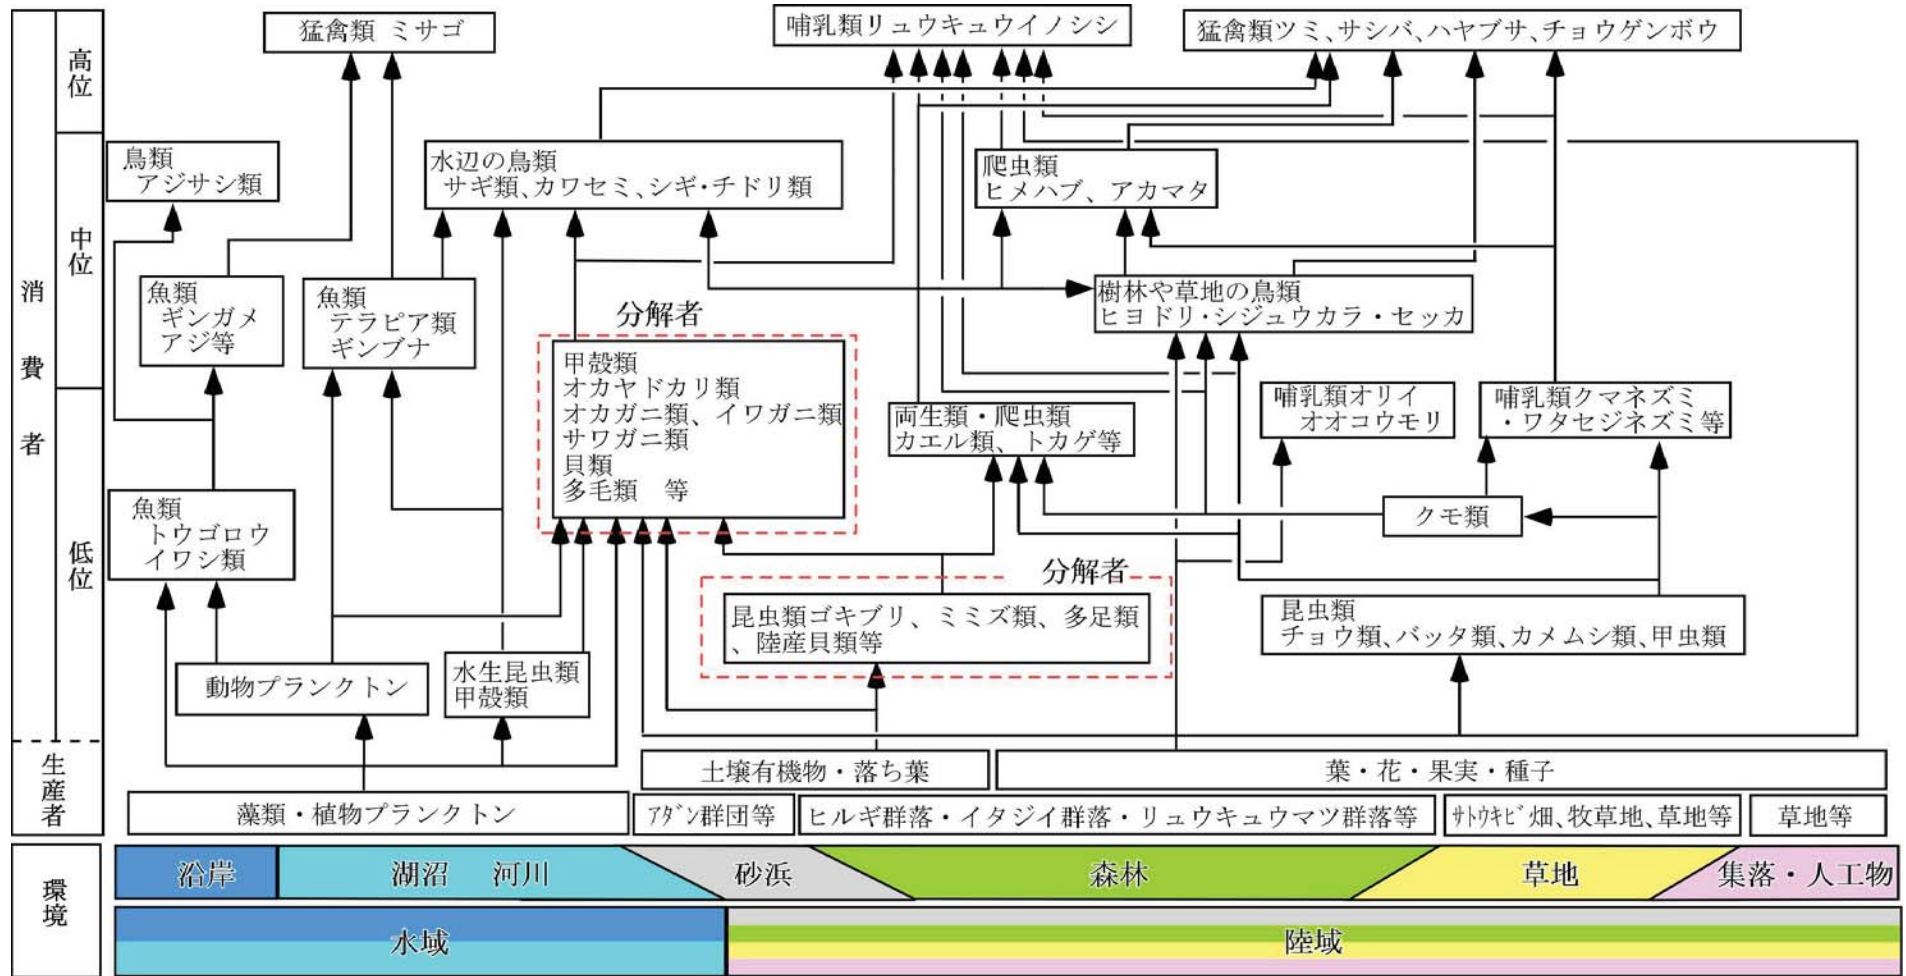 猛禽類 ミサゴ
哺乳類リュウキュウイノシシ
猛禽類ツミ、サシバ、ハヤブサ、チョウゲンボウ
高位
鳥類
アジサシ類
水辺の鳥類
サギ類、カワセミ、シギ・チドリ類
爬虫類
ヒメハブ、アカマタ
中位
消費者
魚類
ギンガメ
アジ等
魚類
テラピア類
ギンブナ
分解者
樹林や草地の鳥類
ヒヨドリ・シジュウカラ・セッカ
甲殻類
オカヤドカリ類
オカガニ類、イワガニ類
サワガニ類
貝類
多毛類 等
両生類・爬虫類
カエル類、トカゲ等
哺乳類オリイ
オオコウモリ
哺乳類クマネズミ
・ワタセジネズミ等
低位
魚類
トウゴロウ
イワシ類
クモ類
分解者
昆虫類ゴキブリ、ミミズ類、多足類
、陸産貝類等
昆虫類
チョウ類、バッタ類、カメムシ類、甲虫類
動物プランクトン
水生昆虫類
甲殻類
生産者
土壌有機物・落ち葉
葉・花・果実・種子
藻類・植物プランクトン
アダン群団等
ヒルギ群落・イタジイ群落・リュウキュウマツ群落等
サトウキビ畑、牧草地、草地等
草地等
環境
沿岸
湖沼 河川
砂浜
森林
草地
集落・人工物
水域
陸域